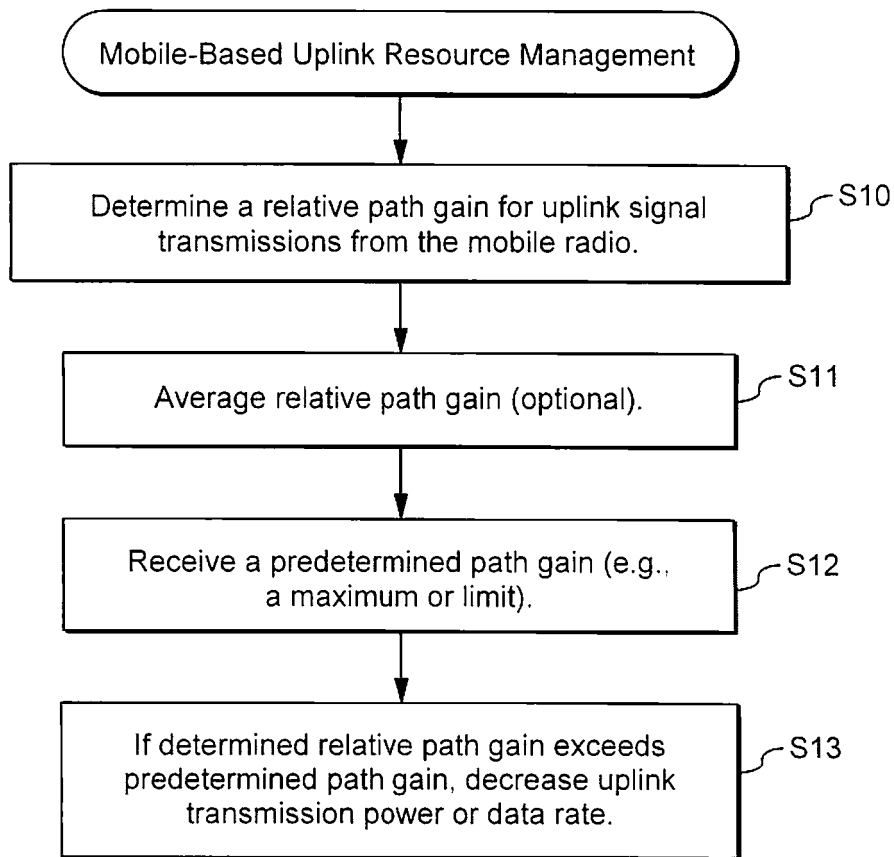 Mobile-Based Uplink Resource Management
Determine a relative path gain for uplink signal
transmissions from the mobile radio.
S10
Average relative path gain (optional).
S11
Receive a predetermined path gain (e.g.,
a maximum or limit).
S12
If determined relative path gain exceeds
predetermined path gain, decrease uplink
transmission power or data rate.
S13